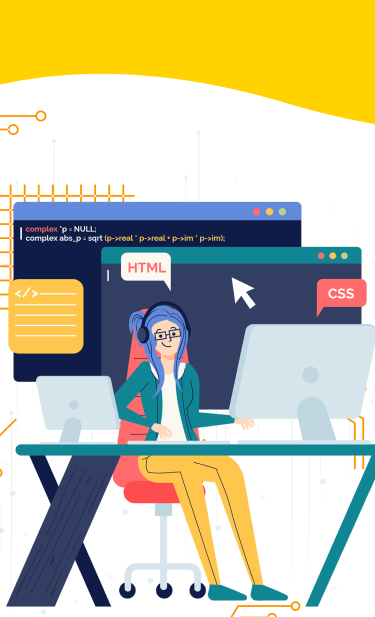 complex *p = NULL;
complex abs_p = sqrt (p->real * p->real + p->im * p->im);
HTML
CSS
</>